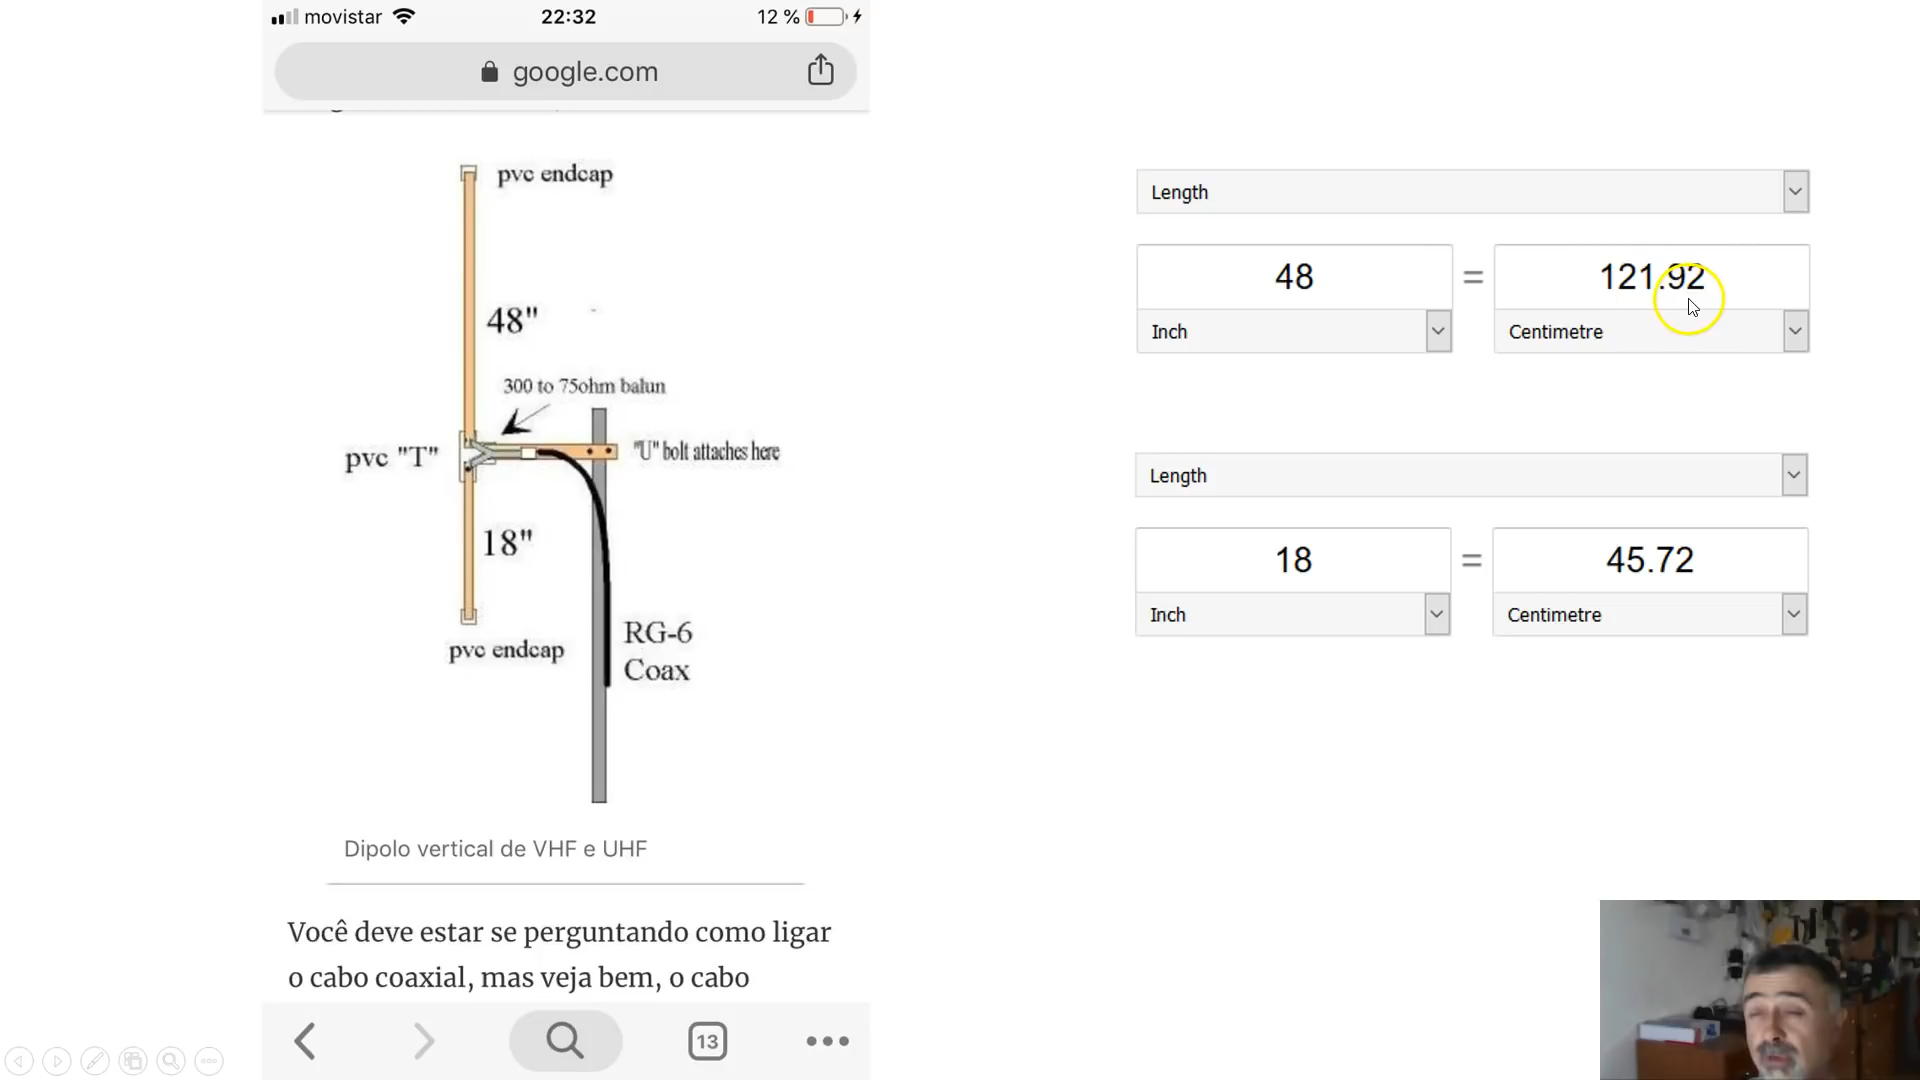 movistar 22:32 12 %
google.com
pvc endcap
48"
300 to 75ohm balun
pvc "T"
"U" bolt attaches here
18"
RG-6
Coax
pvc endcap
Dipolo vertical de VHF e UHF
Você deve estar se perguntando como ligar
o cabo coaxial, mas veja bem, o cabo
13
Length
48 = 121.92
Inch Centimetre
Length
18 = 45.72
Inch Centimetre